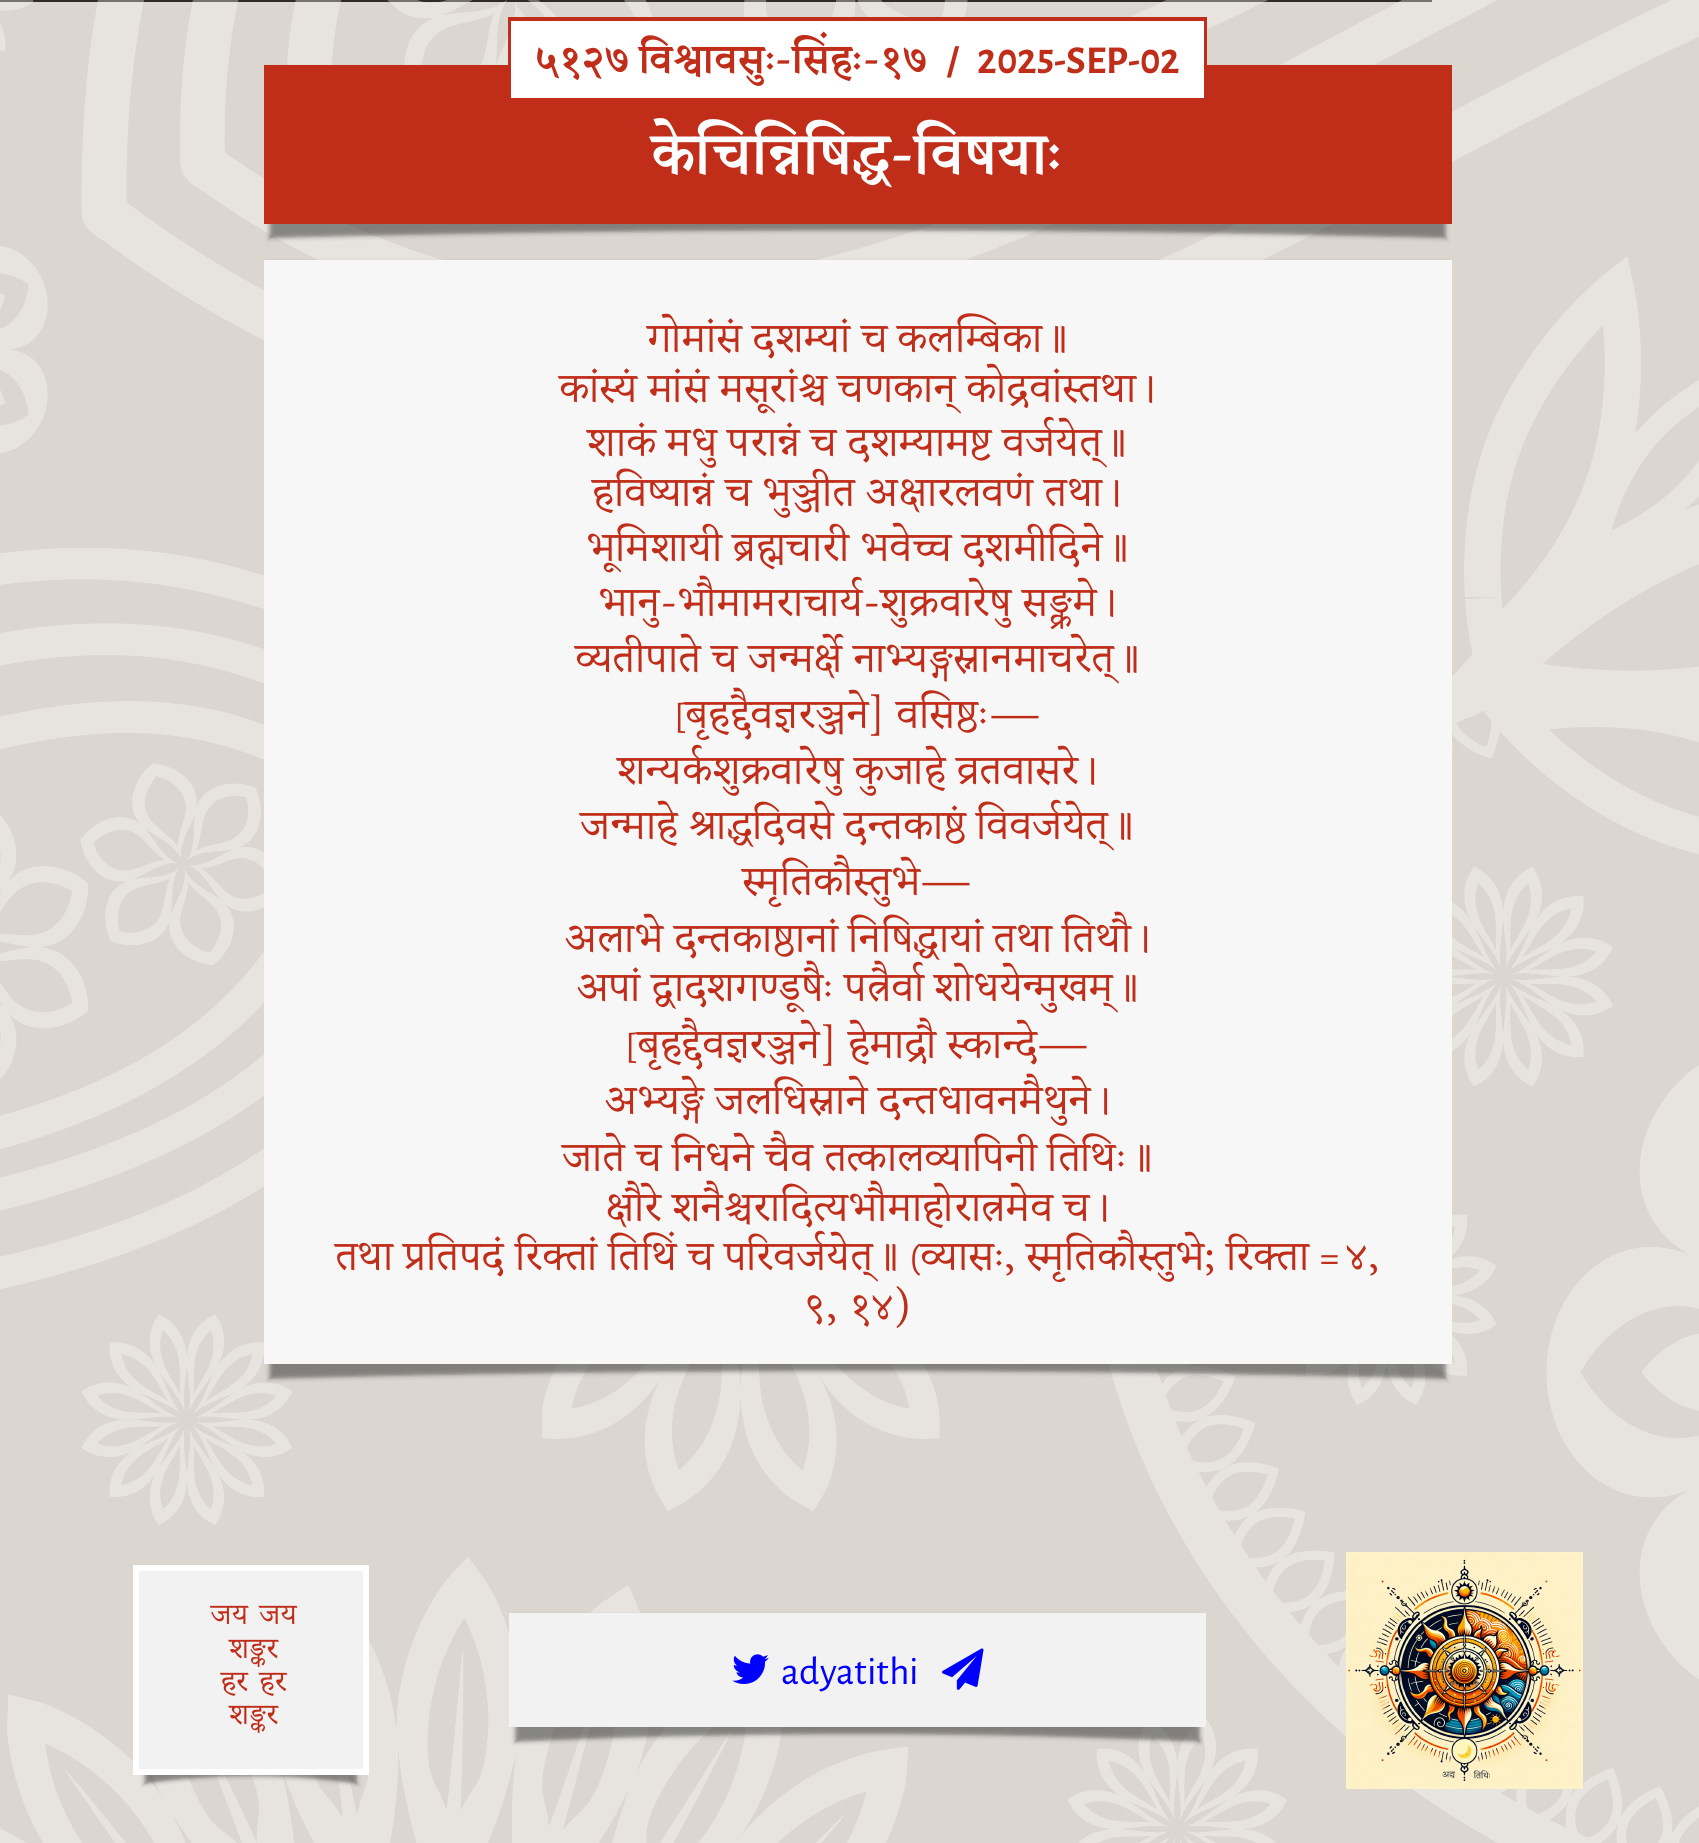 ५१२७ विश्वावसुः-सिंहः-१७ / 2025-SEP-02
केचिन्निषिद्ध-विषयाः
गोमांसं दशम्यां च कलम्बिका॥
कांस्यं मांसं मसूरांश्च चणकान् कोद्रवांस्तथा।
शाकं मधु परान्नं च दशम्यामष्ट वर्जयेत्॥
हविष्यान्नं च भुञ्जीत अक्षारलवणं तथा।
भूमिशायी ब्रह्मचारी भवेच्च दशमीदिने॥
भानु-भौमामराचार्य-शुक्रवारेषु सङ्क्रमे।
व्यतीपाते च जन्मर्क्षे नाभ्यङ्गस्नानमाचरेत्॥
[बृहद्दैवज्ञरञ्जने] वसिष्ठः—
शन्यर्कशुक्रवारेषु कुजाहे व्रतवासरे।
जन्माहे श्राद्धदिवसे दन्तकाष्ठं विवर्जयेत्॥
स्मृतिकौस्तुभे—
अलाभे दन्तकाष्ठानां निषिद्धायां तथा तिथौ।
अपां द्वादशगण्डूषैः पत्रैर्वा शोधयेन्मुखम्॥
[बृहद्दैवज्ञरञ्जने] हेमाद्रौ स्कान्दे—
अभ्यङ्गे जलधिस्नाने दन्तधावनमैथुने।
जाते च निधने चैव तत्कालव्यापिनी तिथिः॥
क्षौरे शनैश्चरादित्यभौमाहोरात्रमेव च।
तथा प्रतिपदं रिक्तां तिथिं च परिवर्जयेत्॥ (व्यासः, स्मृतिकौस्तुभे; रिक्ता = ४,
९, १४)
जय जय
शङ्कर
हर हर
शङ्कर
adyatithi
अद्य तिथिः